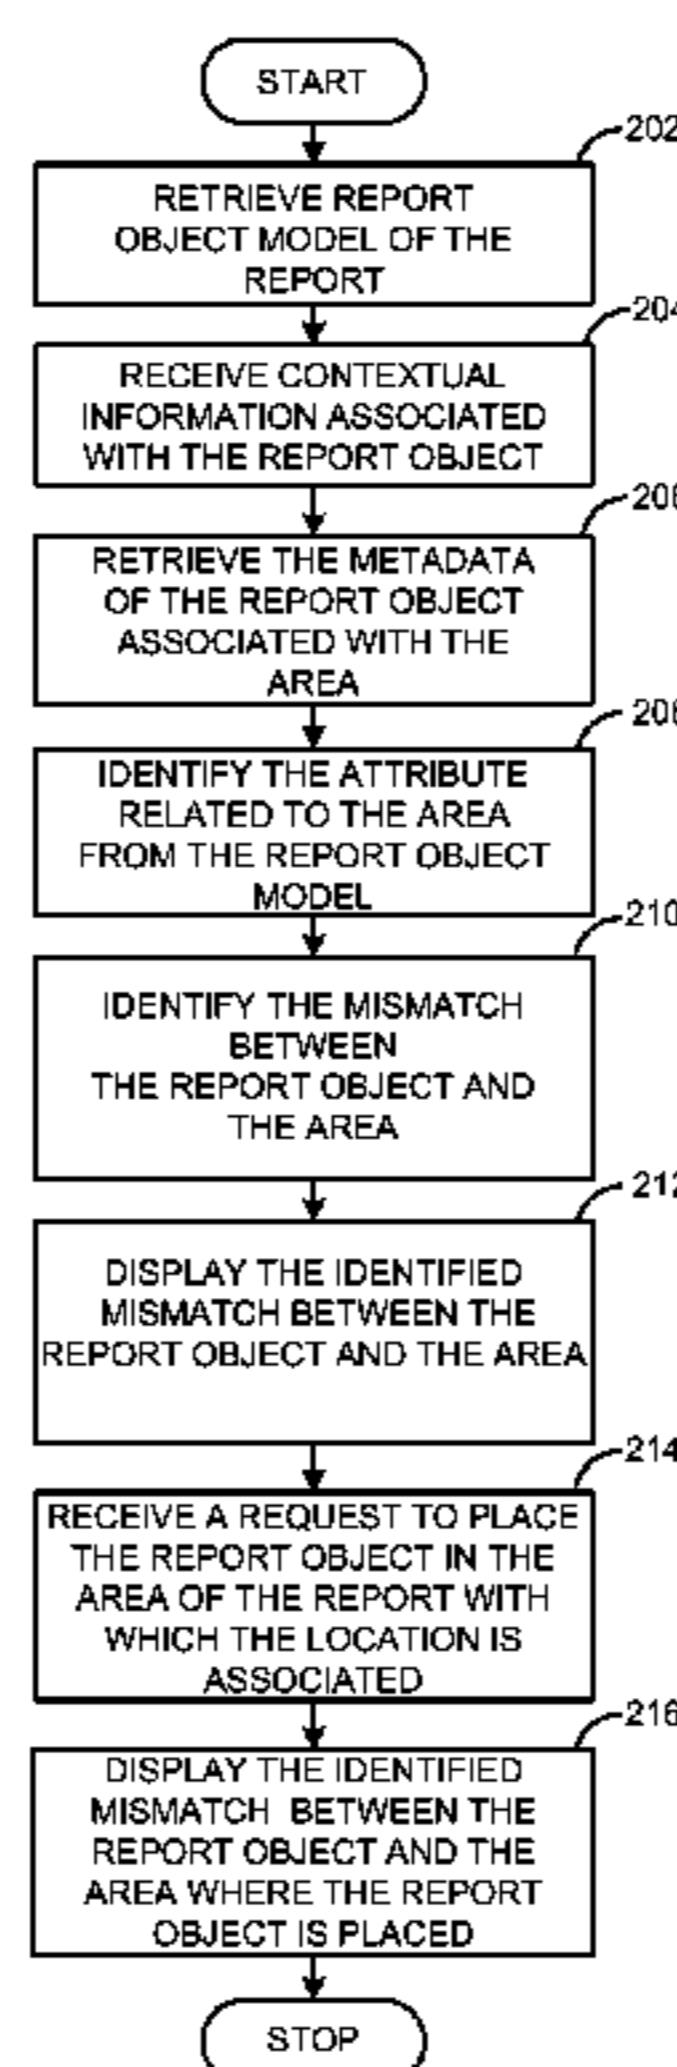 START
202
RETRIEVE REPORT
OBJECT MODEL OF THE
REPORT
204
RECEIVE CONTEXTUAL
INFORMATION ASSOCIATED
WITH THE REPORT OBJECT
206
RETRIEVE THE METADATA
OF THE REPORT OBJECT
ASSOCIATED WITH THE
AREA
208
IDENTIFY THE ATTRIBUTE
RELATED TO THE AREA
FROM THE REPORT OBJECT
MODEL
210
IDENTIFY THE MISMATCH
BETWEEN
THE REPORT OBJECT AND
THE AREA
212
DISPLAY THE IDENTIFIED
MISMATCH BETWEEN THE
REPORT OBJECT AND THE AREA
214
RECEIVE A REQUEST TO PLACE
THE REPORT OBJECT IN THE
AREA OF THE REPORT WITH
WHICH THE LOCATION IS
ASSOCIATED
216
DISPLAY THE IDENTIFIED
MISMATCH BETWEEN THE
REPORT OBJECT AND THE
AREA WHERE THE REPORT
OBJECT IS PLACED
STOP